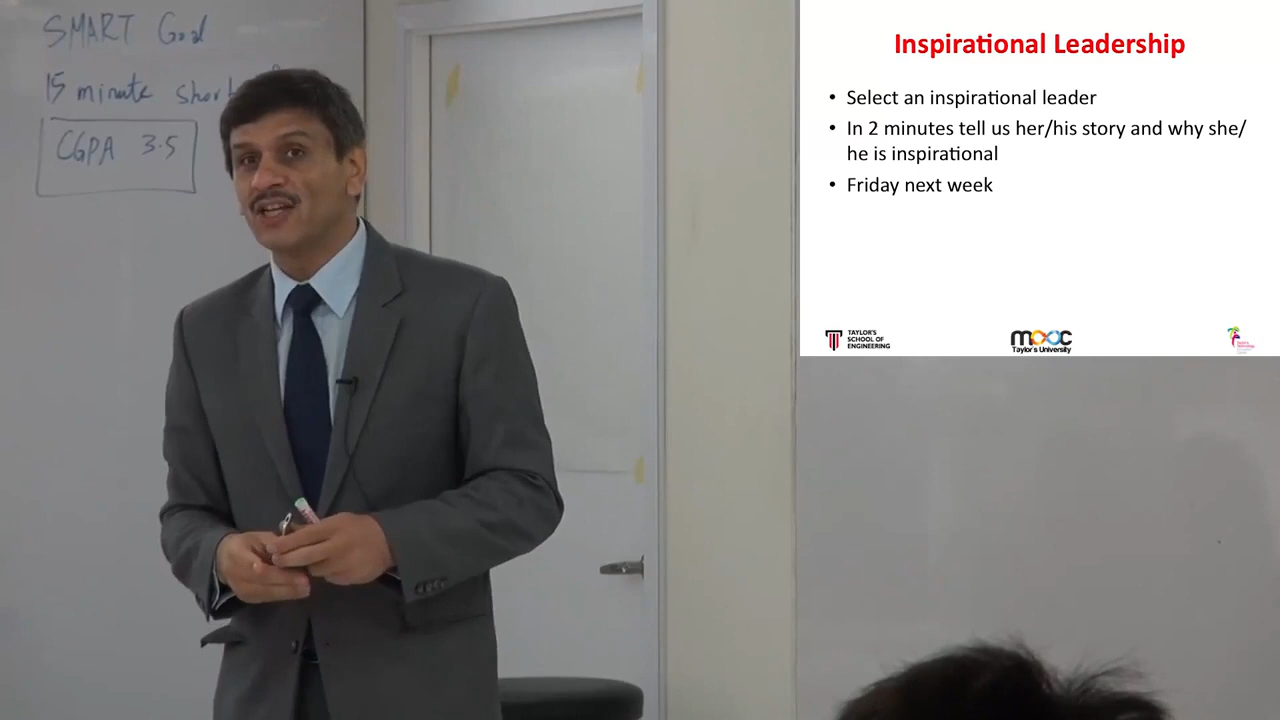 SMART Goal
15 minute short
CGPA 3.5
Inspirational Leadership
• Select an inspirational leader
• In 2 minutes tell us her/his story and why she/
he is inspirational
• Friday next week
TAYLOR'S
SCHOOL OF
ENGINEERING
mooc
Taylor's University